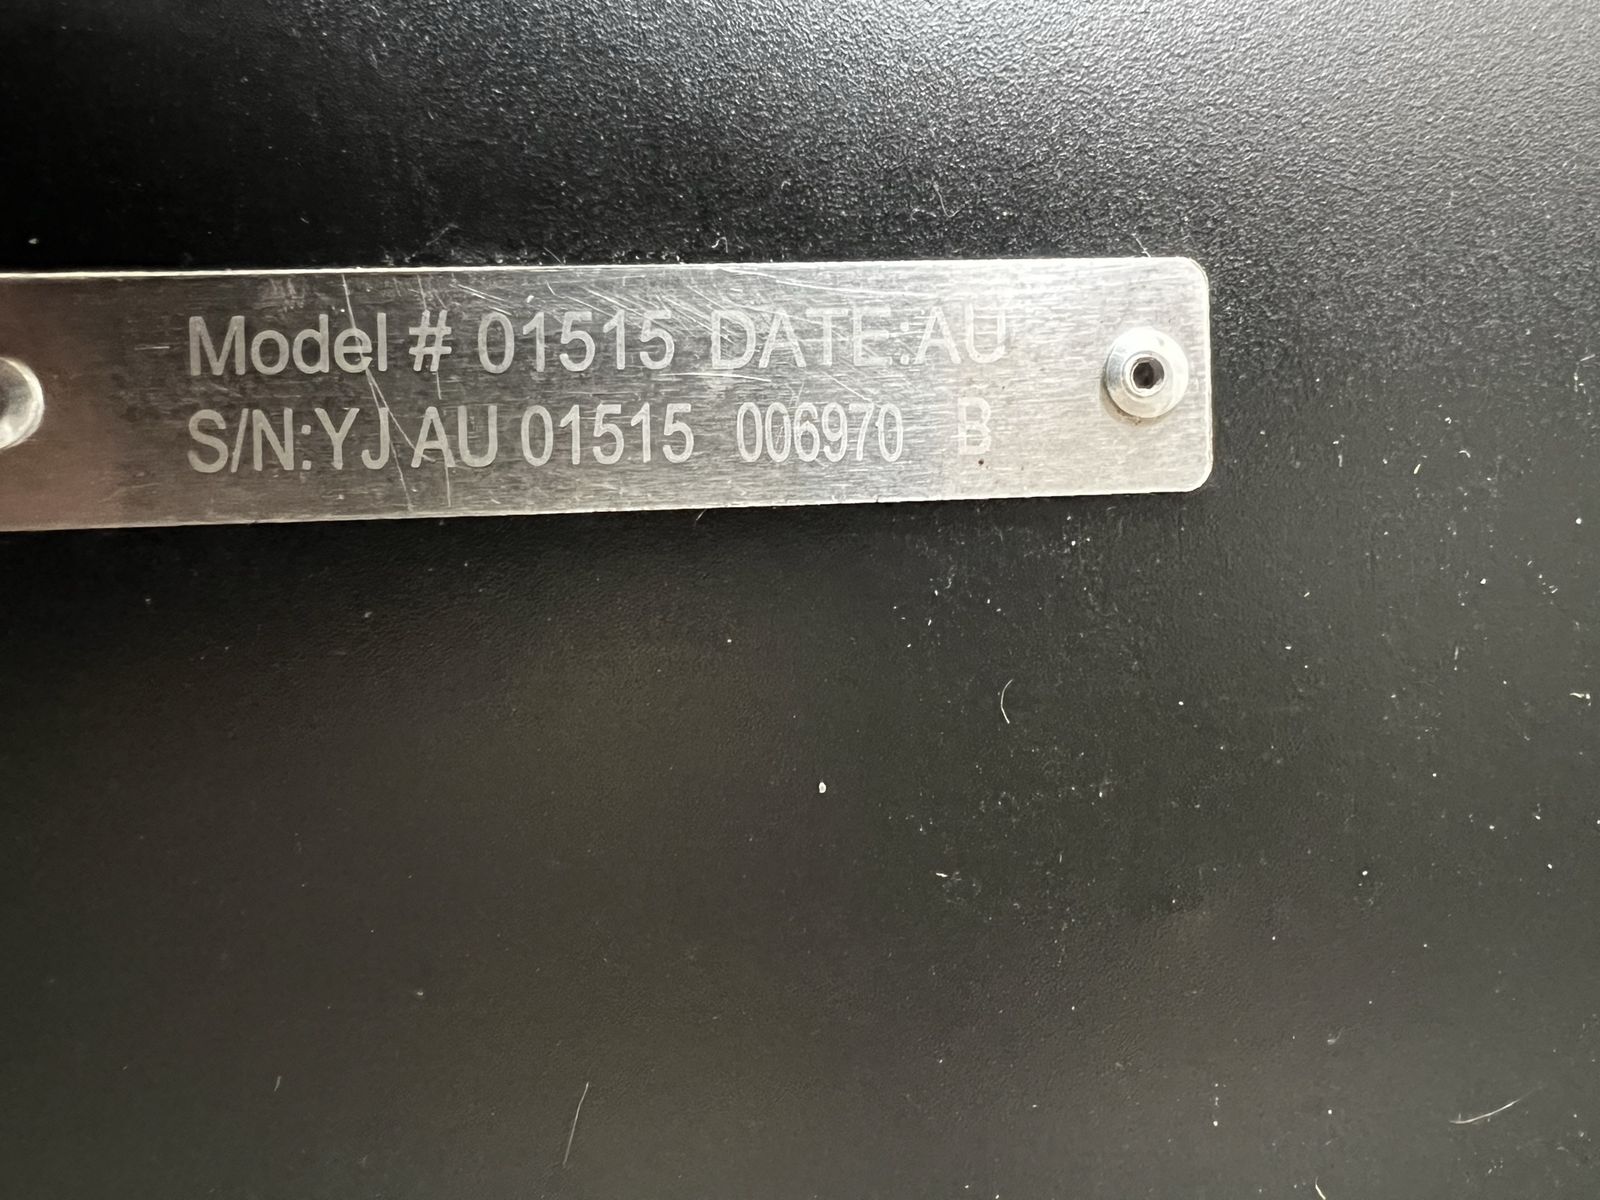 Model # 01515 DATE:AU
S/N:YJ AU 01515 006970 B